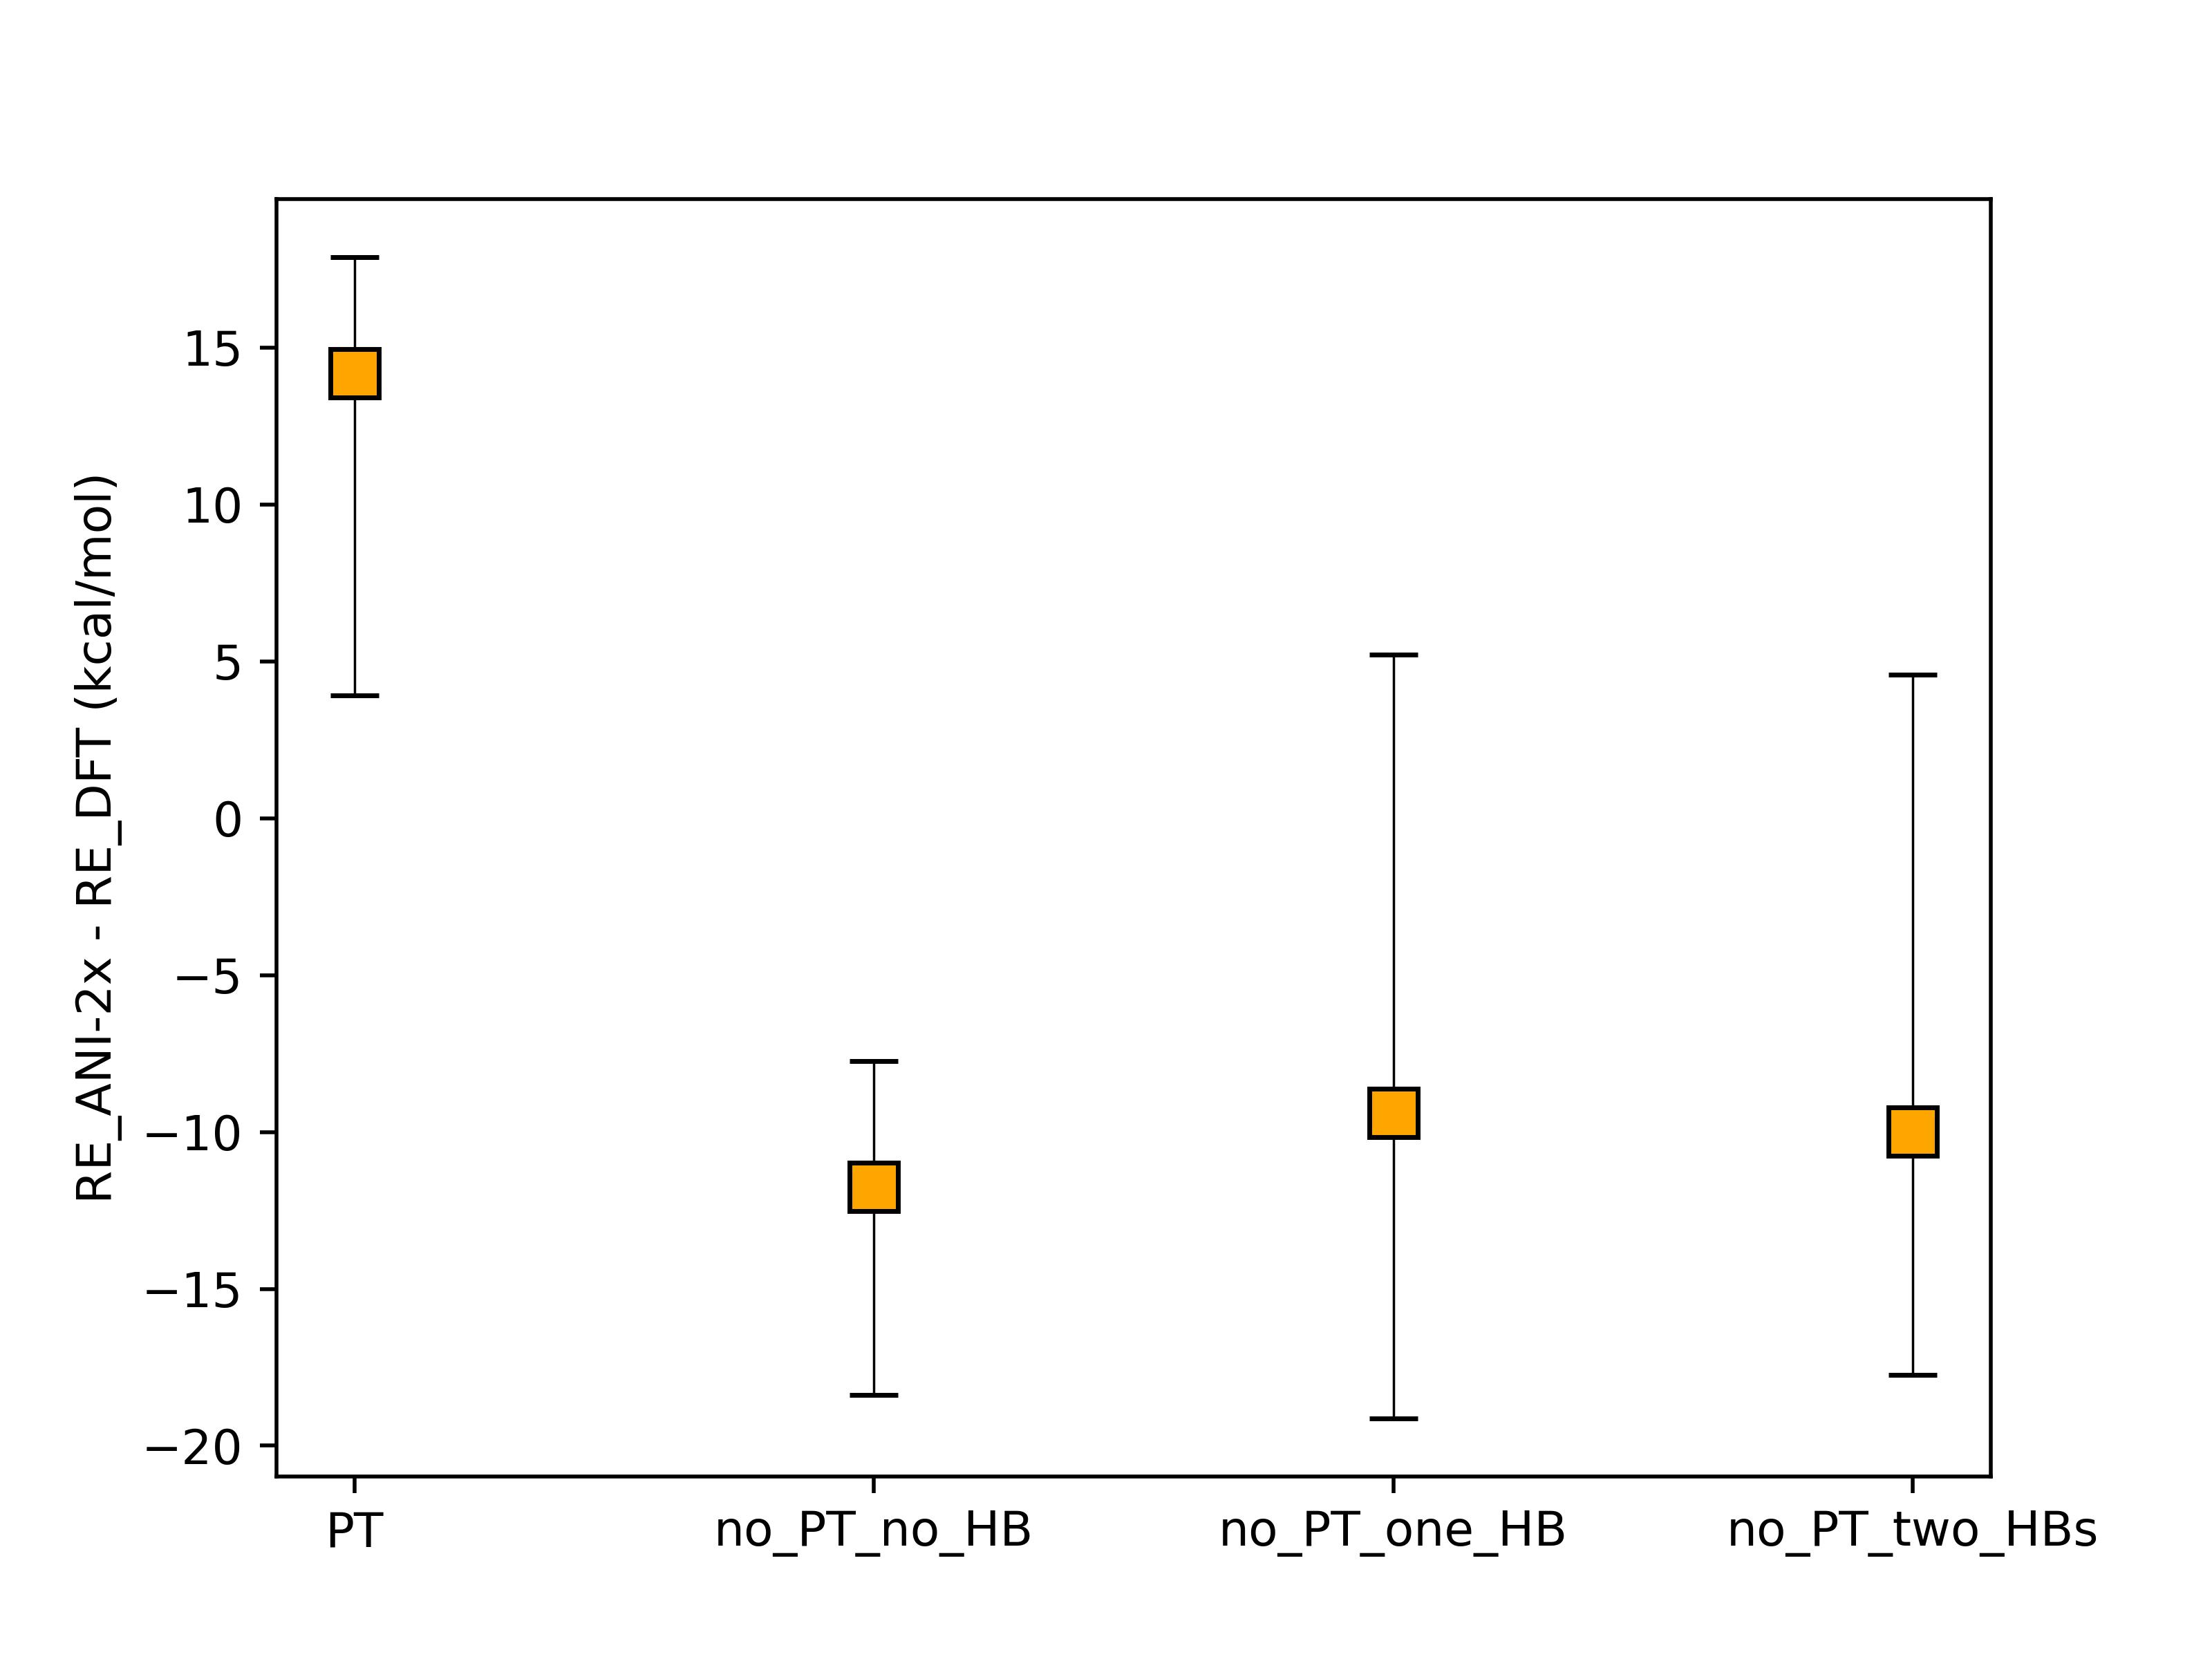 RE_ANI-2x - RE_DFT (kcal/mol)
15
10
5
0
−5
−10
−15
−20
PT
no_PT_no_HB
no_PT_one_HB
no_PT_two_HBs